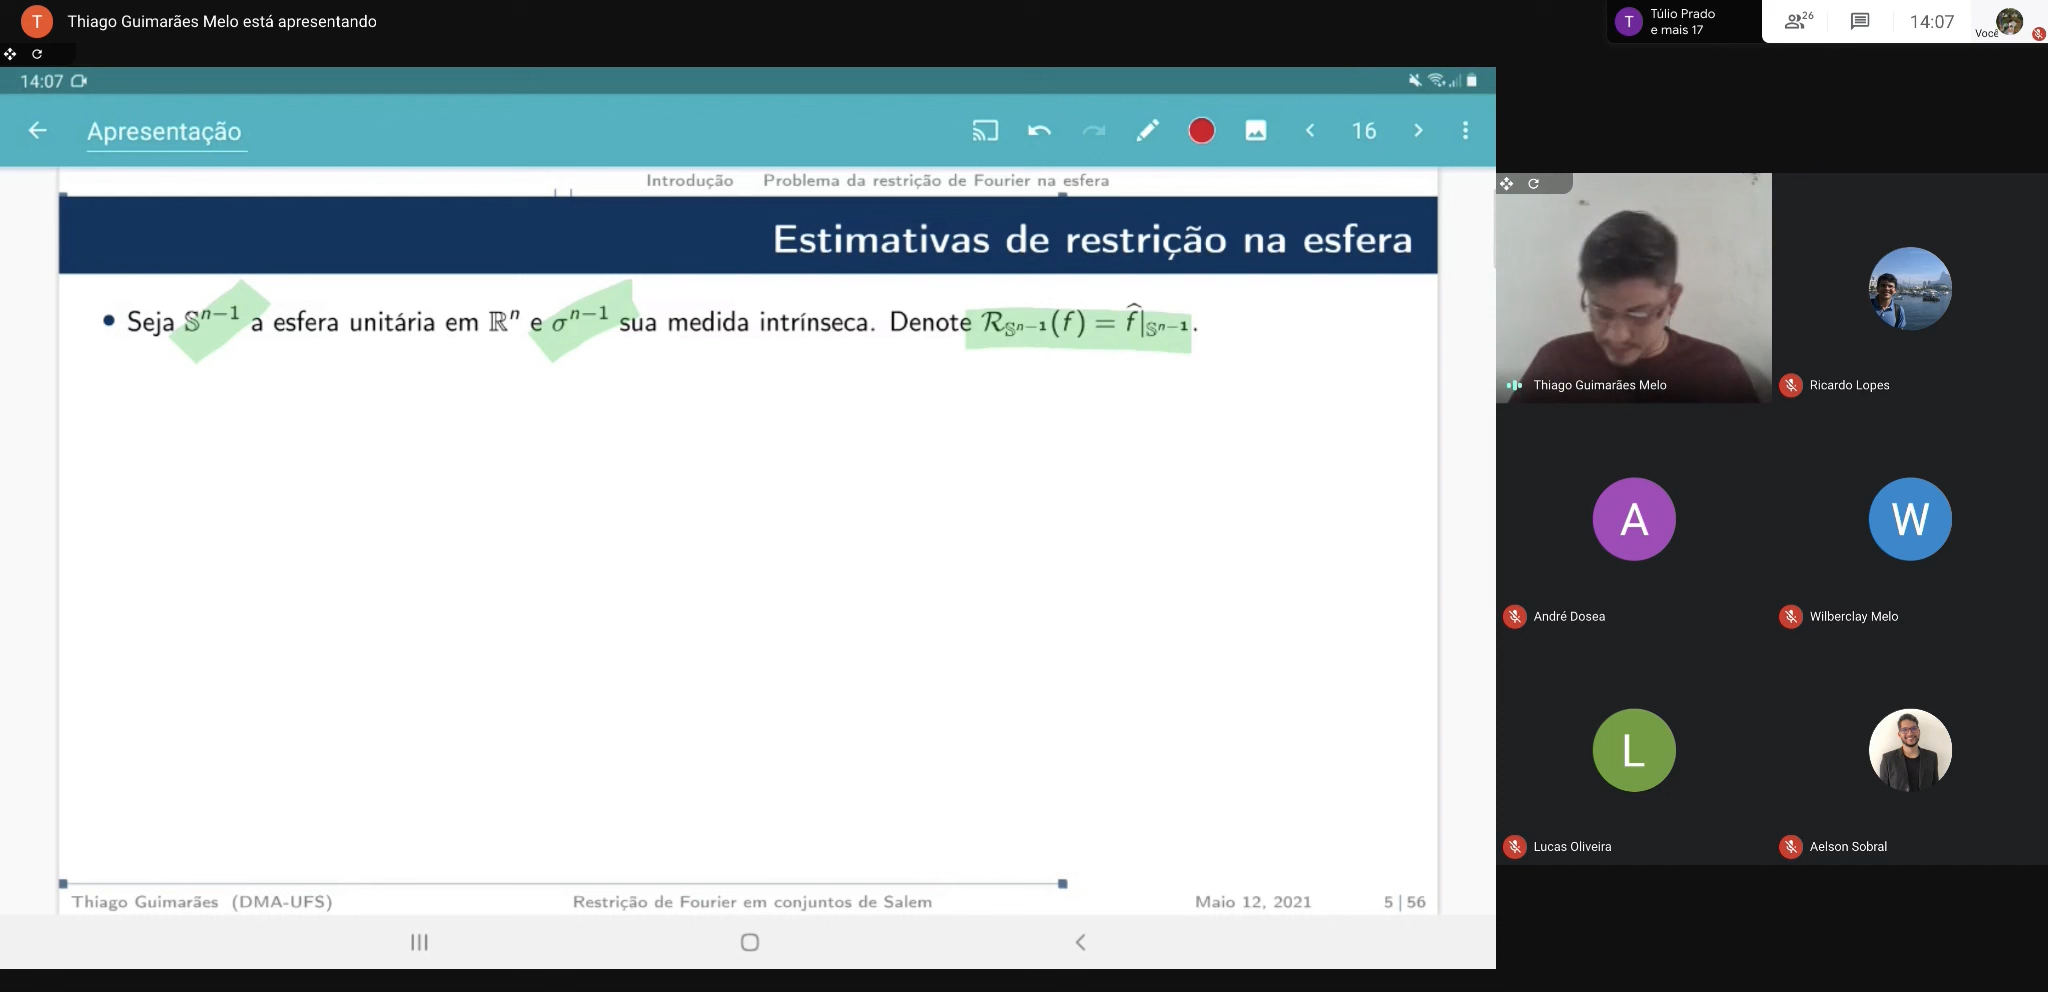 T Thiago Guimarães Melo está apresentando
T Túlio Prado
e mais 17
26
14:07
Você
14:07
Apresentação
16
Introdução Problema da restrição de Fourier na esfera
Estimativas de restrição na esfera
• Seja 𝕊ⁿ⁻¹ a esfera unitária em ℝⁿ e σⁿ⁻¹ sua medida intrínseca. Denote ℛ_{𝕊ⁿ⁻¹}(f) = f̂|_{𝕊ⁿ⁻¹}.
Thiago Guimarães (DMA-UFS) Restrição de Fourier em conjuntos de Salem Maio 12, 2021 5 | 56
Thiago Guimarães Melo
Ricardo Lopes
A
W
André Dosea
Wilberclay Melo
L
Lucas Oliveira
Aelson Sobral